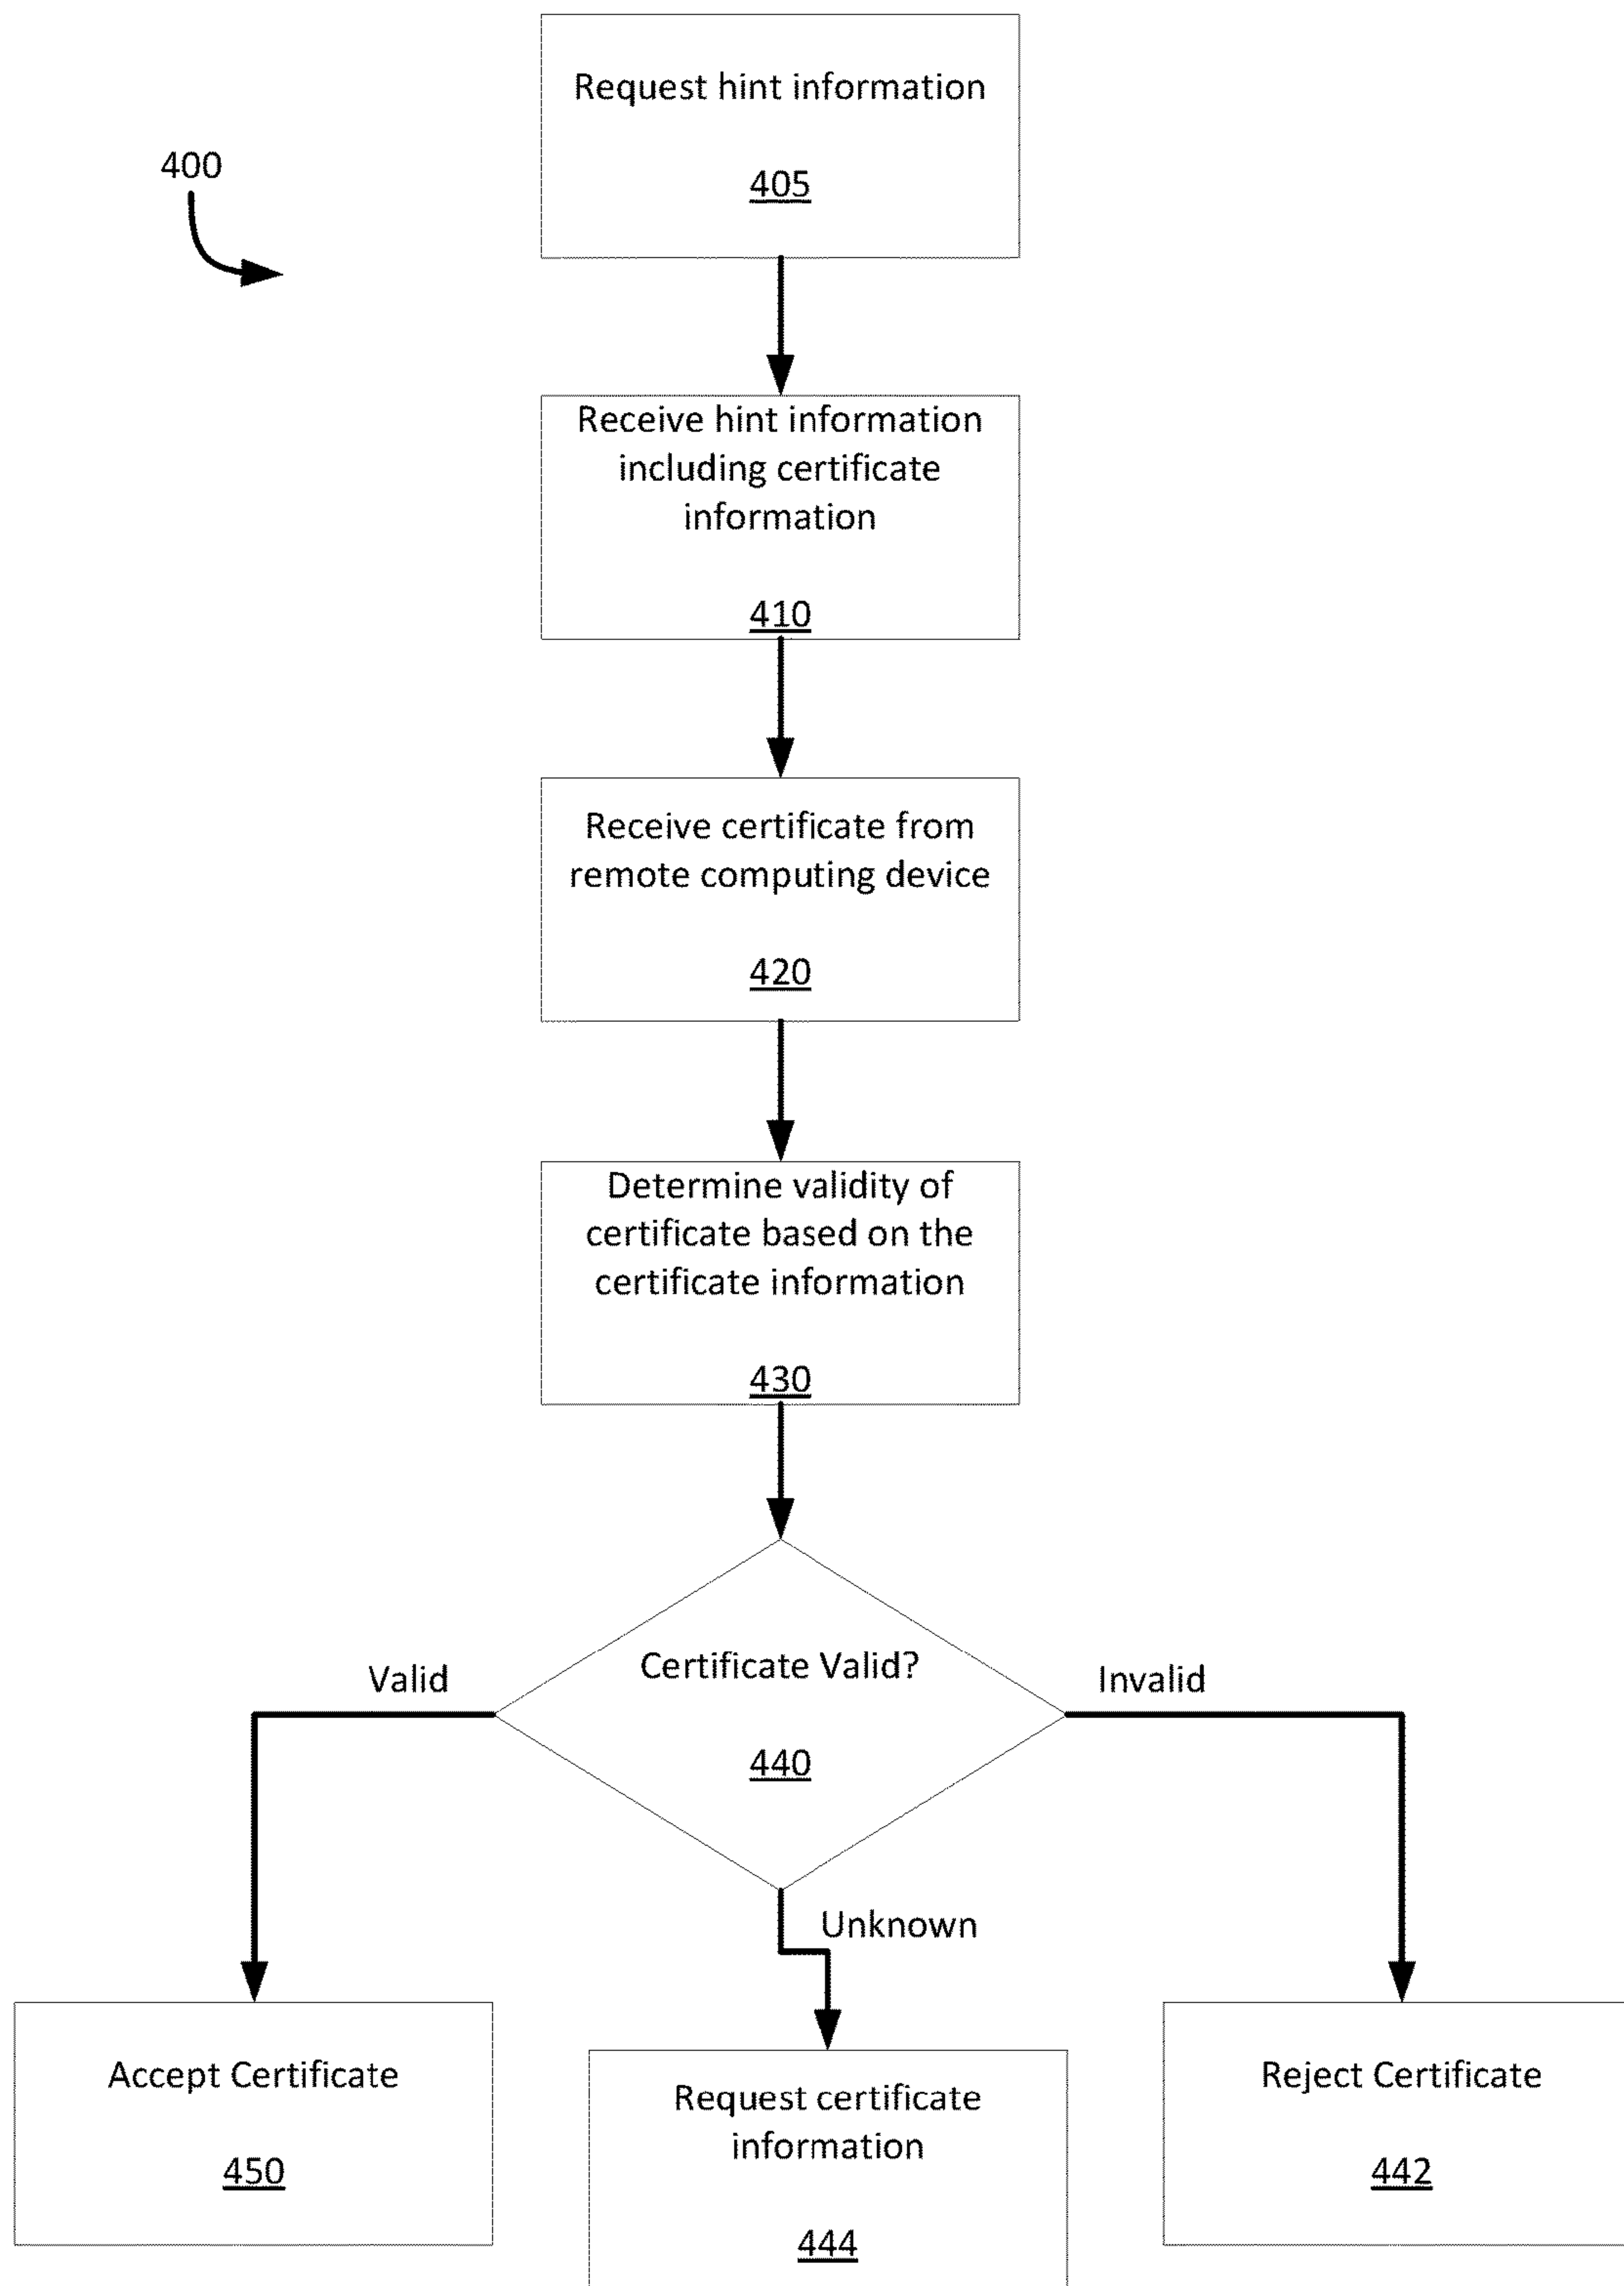 Request hint information
405
400
Receive hint information
including certificate
information
410
Receive certificate from
remote computing device
420
Determine validity of
certificate based on the
certificate information
430
Certificate Valid?
440
Valid
Invalid
Unknown
Accept Certificate
450
Request certificate
information
444
Reject Certificate
442